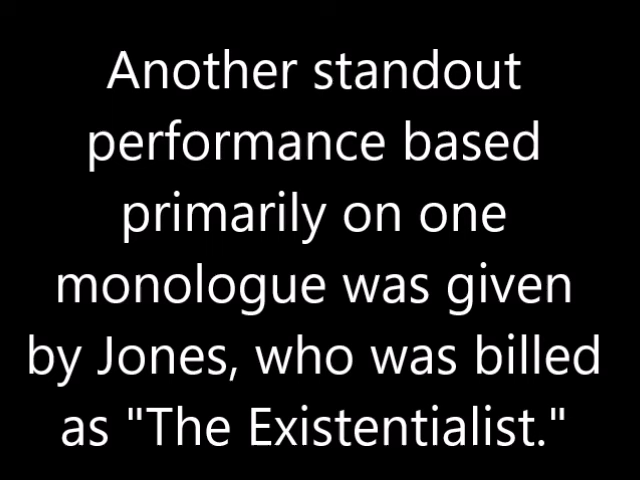 Another standout
performance based
primarily on one
monologue was given
by Jones, who was billed
as "The Existentialist."